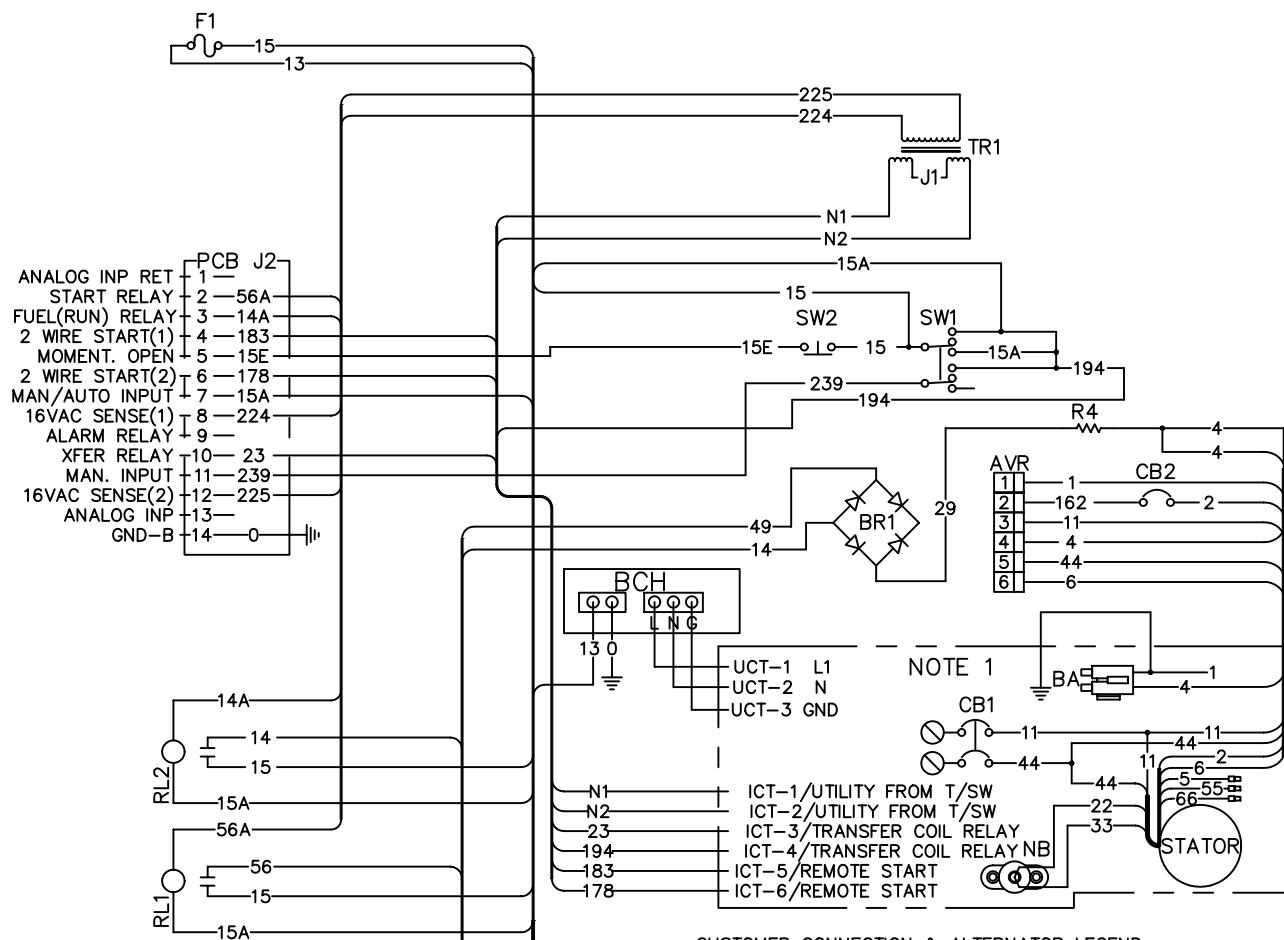 F1
15
13
225
224
TR1
J1
N1
N2
PCB J2
ANALOG INP RET 1
START RELAY 2 56A
FUEL(RUN) RELAY 3 14A
2 WIRE START(1) 4 183
MOMENT. OPEN 5 15E
2 WIRE START(2) 6 178
MAN/AUTO INPUT 7 15A
16VAC SENSE(1) 8 224
ALARM RELAY 9
XFER RELAY 10 23
MAN. INPUT 11 239
16VAC SENSE(2) 12 225
ANALOG INP 13
GND-B 14 0
15A
15
SW2 SW1
15E 15 15A
194
239
194
R4
4
4
AVR
1 1
2 162 CB2 2
3 11
4 4
5 44
6 6
29
49
BR1
14
BCH
L N G
13 0
UCT-1 L1
UCT-2 N
UCT-3 GND
NOTE 1
BA
1
4
CB1
11 11
44
44
11
44
2
6
5
55
66
22
33
STATOR
NB
14A
14
15
RL2
15A
56A
56
15
RL1
15A
N1 ICT-1/UTILITY FROM T/SW
N2 ICT-2/UTILITY FROM T/SW
23 ICT-3/TRANSFER COIL RELAY
194 ICT-4/TRANSFER COIL RELAY
183 ICT-5/REMOTE START
178 ICT-6/REMOTE START
CUSTOMER CONNECTION & ALTERNATOR LEGEND